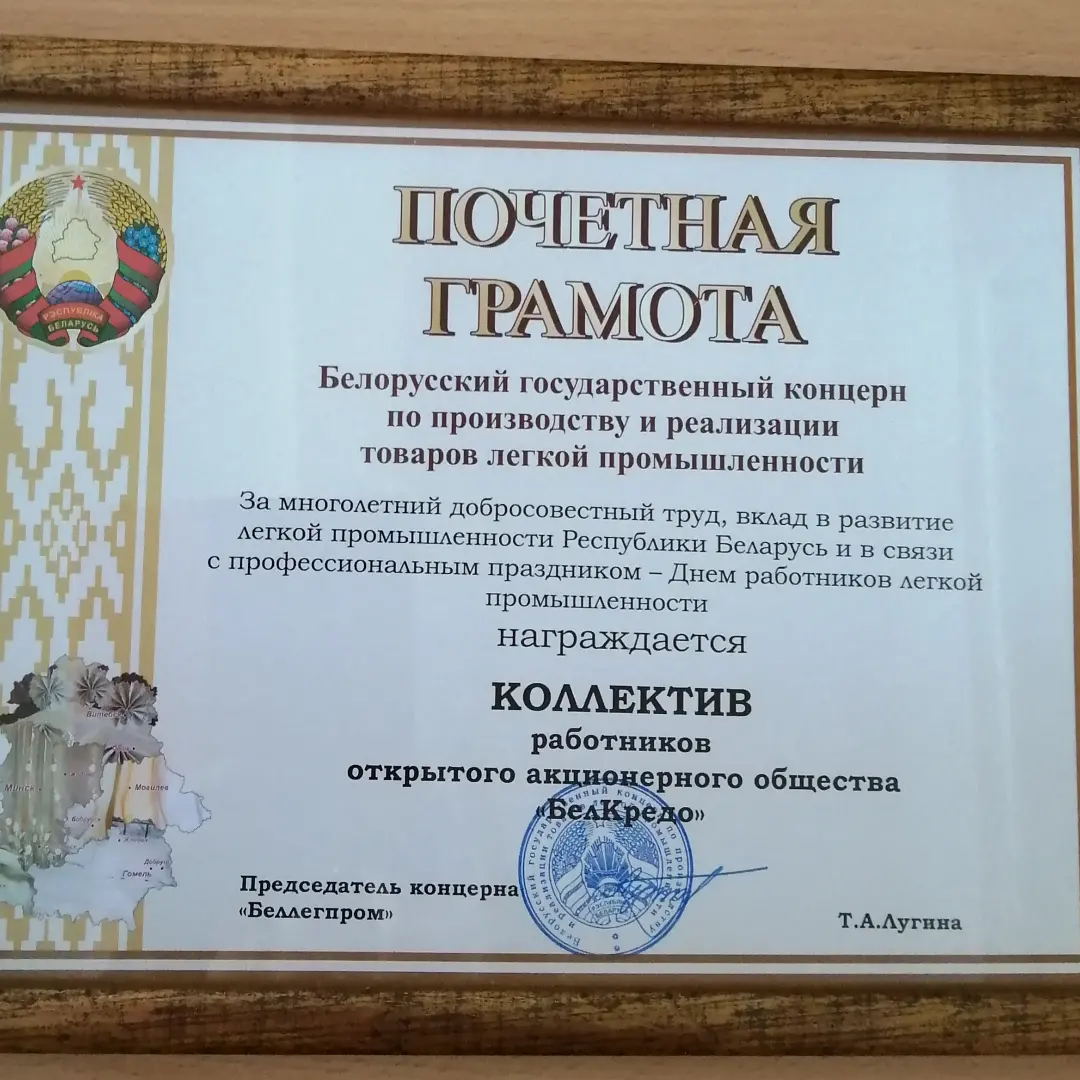 ПОЧЕТНАЯ
ГРАМОТА
РЭСПУБЛІКА
БЕЛАРУСЬ
Белорусский государственный концерн
по производству и реализации
товаров легкой промышленности
За многолетний добросовестный труд, вклад в развитие
легкой промышленности Республики Беларусь и в связи
с профессиональным праздником – Днем работников легкой
промышленности
награждается
КОЛЛЕКТИВ
работников
открытого акционерного общества
«БелКредо»
Витебск
Минск
Могилев
Гомель
Председатель концерна
«Беллегпром»
Т.А.Лугина